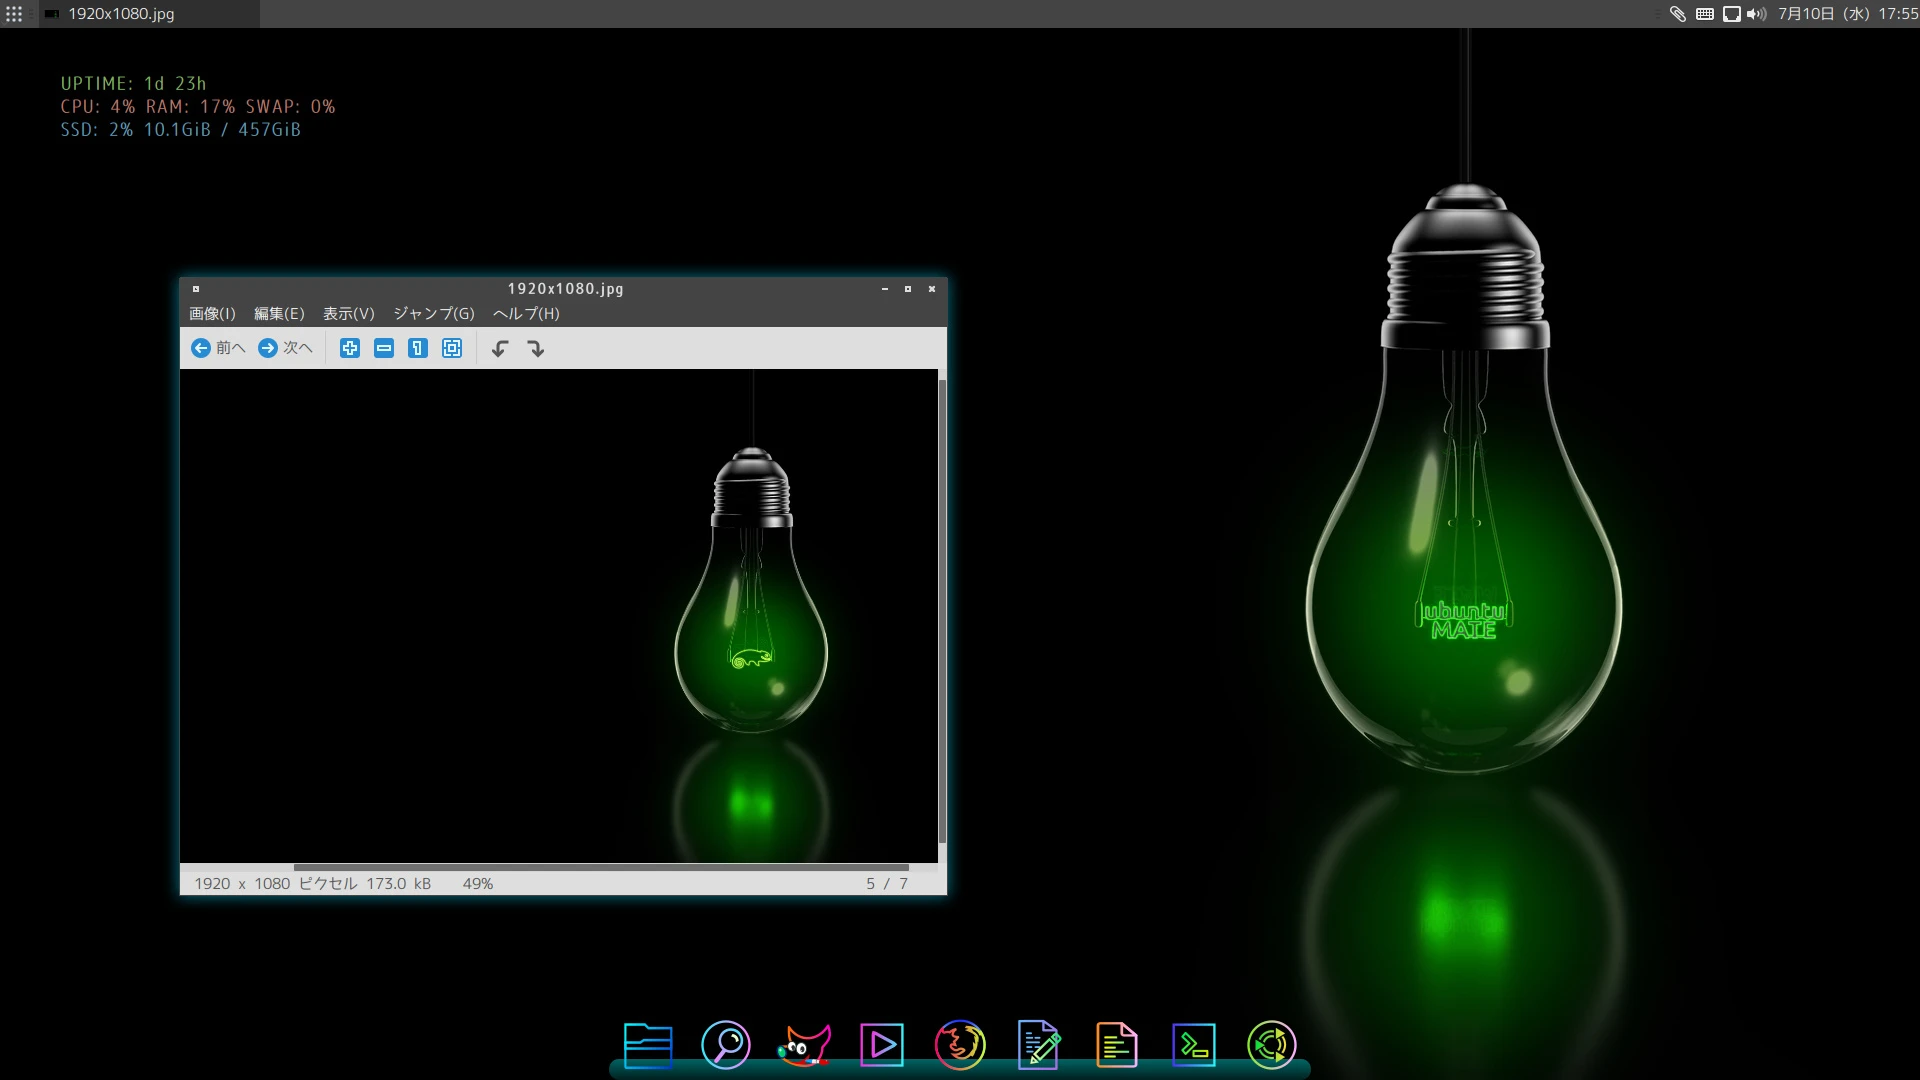 1920x1080.jpg
7月10日（水）17:55
UPTIME: 1d 23h
CPU: 4% RAM: 17% SWAP: 0%
SSD: 2% 10.1GiB / 457GiB
1920x1080.jpg
画像(I) 編集(E) 表示(V) ジャンプ(G) ヘルプ(H)
前へ 次へ
1920 x 1080 ピクセル 173.0 kB 49% 5 / 7
ubuntu
MATE